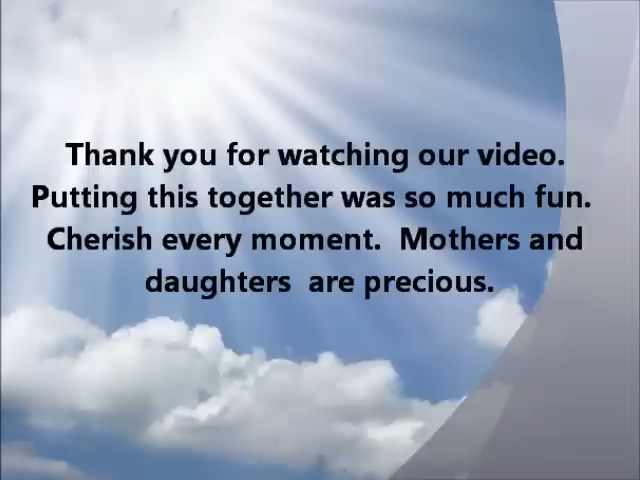 Thank you for watching our video.
Putting this together was so much fun.
Cherish every moment.  Mothers and
daughters  are precious.